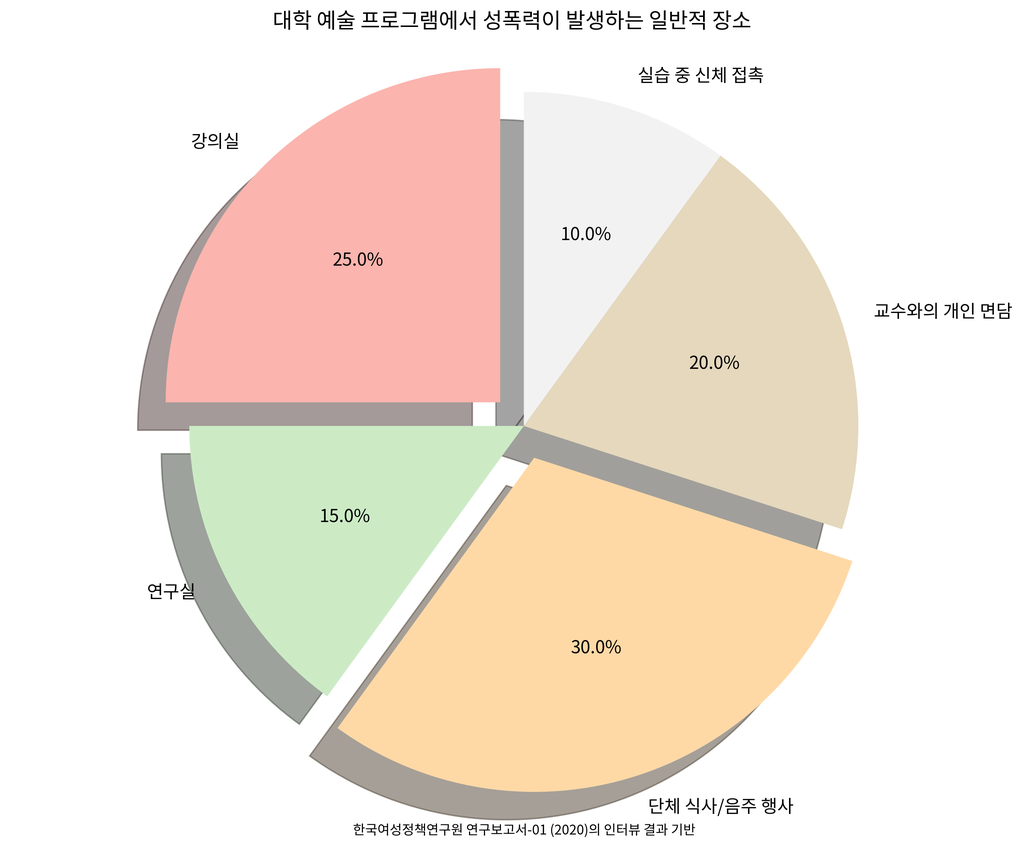 대학 예술 프로그램에서 성폭력이 발생하는 일반적 장소
실습 중 신체 접촉
강의실
10.0%
25.0%
교수와의 개인 면담
20.0%
15.0%
연구실
30.0%
단체 식사/음주 행사
한국여성정책연구원 연구보고서-01 (2020)의 인터뷰 결과 기반